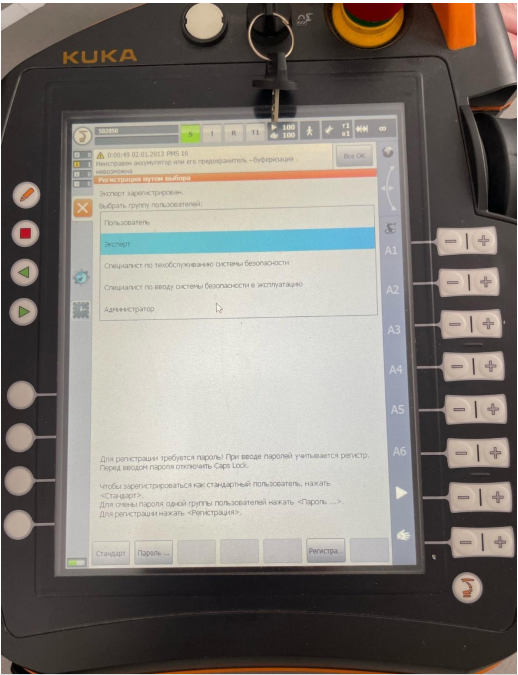 KUKA
502850
S I R T1 100 100
0:00:49 02.01.2013 PMS 16
Неисправен аккумулятор или его предохранитель - буферизация
невозможна
Все ОК
Регистрация путем выбора
Эксперт зарегистрирован.
Выбрать группу пользователей:
Пользователь
Эксперт
Специалист по техобслуживанию системы безопасности
Специалист по вводу системы безопасности в эксплуатацию
Администратор
A1
A2
A3
A4
A5
A6
Для регистрации требуется пароль! При вводе паролей учитывается регистр.
Перед вводом пароля отключить Caps Lock.
Чтобы зарегистрироваться как стандартный пользователь, нажать
<Стандарт>.
Для смены пароля одной группы пользователей нажать <Пароль ...>.
Для регистрации нажать <Регистрация>.
Стандарт
Пароль ...
Регистра...